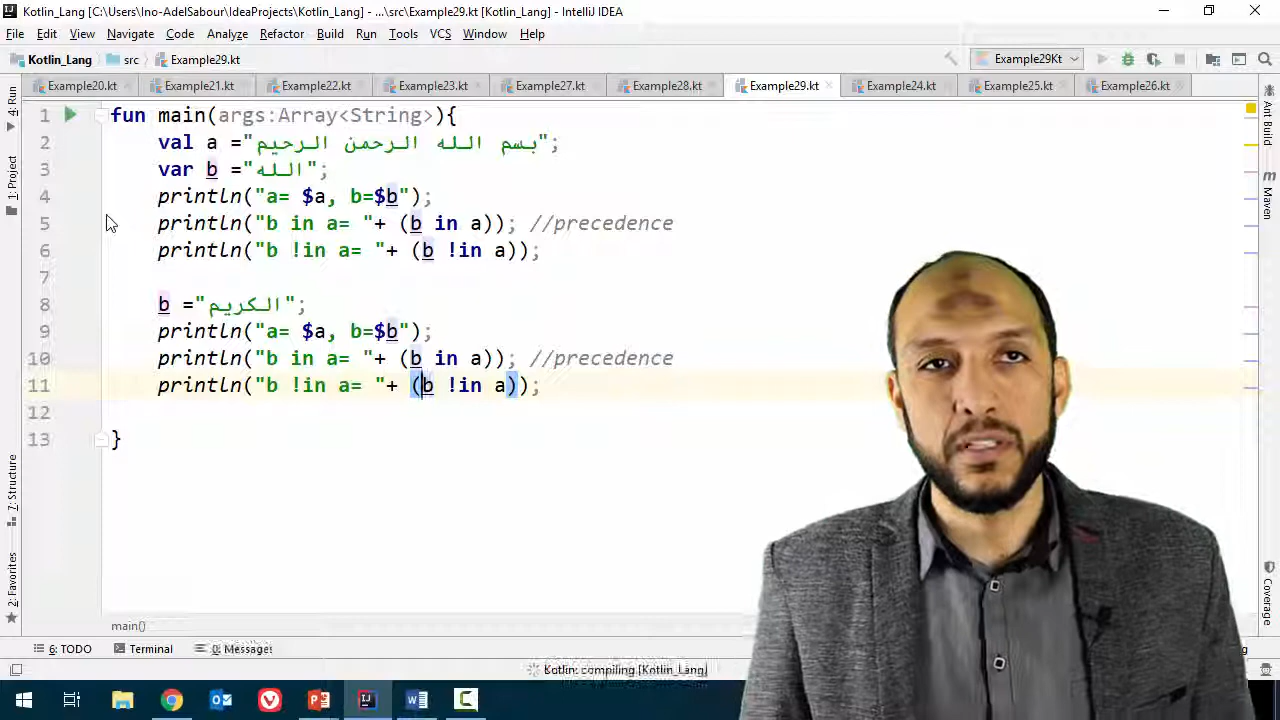 Kotlin_Lang [C:\Users\Ino-AdelSabour\IdeaProjects\Kotlin_Lang] - ...\src\Example29.kt [Kotlin_Lang] - IntelliJ IDEA
File Edit View Navigate Code Analyze Refactor Build Run Tools VCS Window Help
Kotlin_Lang src Example29.kt Example29Kt
Example20.kt Example21.kt Example22.kt Example23.kt Example27.kt Example28.kt Example29.kt Example24.kt Example25.kt Example26.kt
1 fun main(args:Array<String>){
2 val a ="بسم الله الرحمن الرحيم";
3 var b ="الله";
4 println("a= $a, b=$b");
5 println("b in a= "+ (b in a)); //precedence
6 println("b !in a= "+ (b !in a));
7
8 b ="الكريم";
9 println("a= $a, b=$b");
10 println("b in a= "+ (b in a)); //precedence
11 println("b !in a= "+ (b !in a));
12
13 }
main()
4: Run
1: Project
7: Structure
2: Favorites
Ant Build
Maven
Coverage
6: TODO Terminal 0: Messages
Kotlin: compiling [Kotlin_Lang]